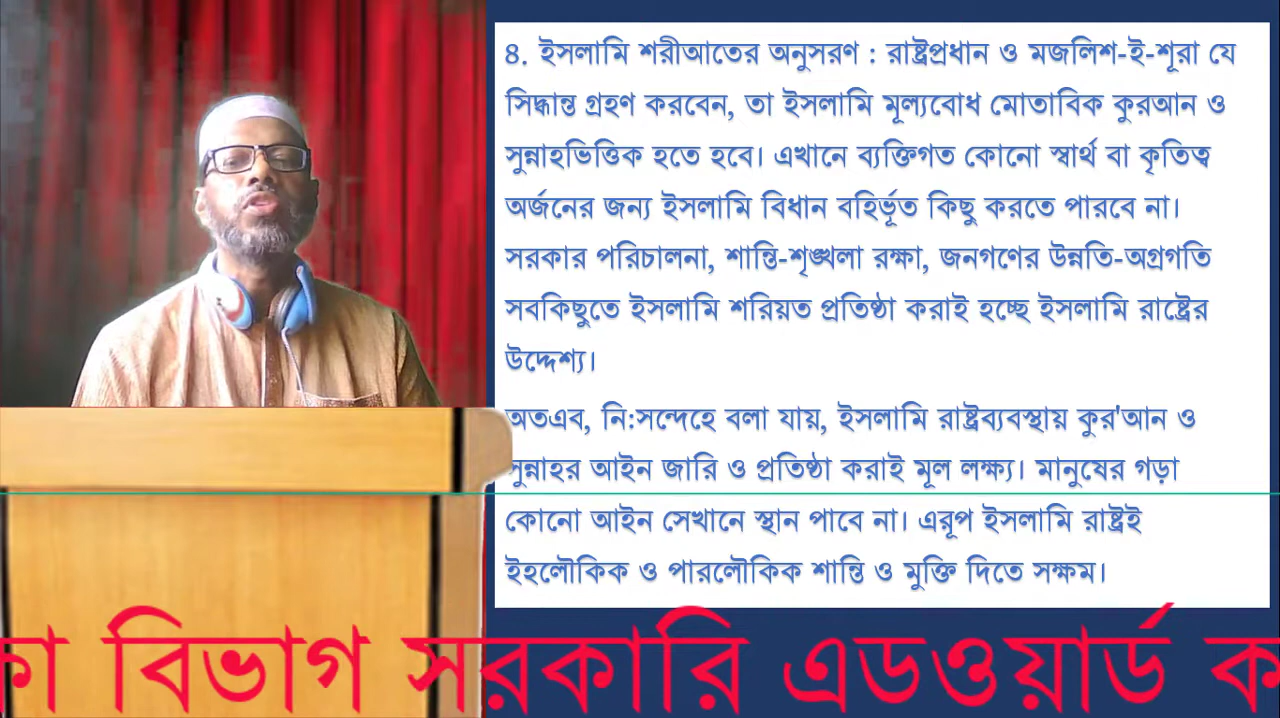 ৪. ইসলামি শরীআতের অনুসরণ : রাষ্ট্রপ্রধান ও মজলিশ-ই-শূরা যে
সিদ্ধান্ত গ্রহণ করবেন, তা ইসলামি মূল্যবোধ মোতাবিক কুরআন ও
সুন্নাহভিত্তিক হতে হবে। এখানে ব্যক্তিগত কোনো স্বার্থ বা কৃতিত্ব
অর্জনের জন্য ইসলামি বিধান বহির্ভূত কিছু করতে পারবে না।
সরকার পরিচালনা, শান্তি-শৃঙ্খলা রক্ষা, জনগণের উন্নতি-অগ্রগতি
সবকিছুতে ইসলামি শরিয়ত প্রতিষ্ঠা করাই হচ্ছে ইসলামি রাষ্ট্রের
উদ্দেশ্য।
অতএব, নি:সন্দেহে বলা যায়, ইসলামি রাষ্ট্রব্যবস্থায় কুর'আন ও
সুন্নাহর আইন জারি ও প্রতিষ্ঠা করাই মূল লক্ষ্য। মানুষের গড়া
কোনো আইন সেখানে স্থান পাবে না। এরূপ ইসলামি রাষ্ট্রই
ইহলৌকিক ও পারলৌকিক শান্তি ও মুক্তি দিতে সক্ষম।
বিভাগ সরকারি এডওয়ার্ড